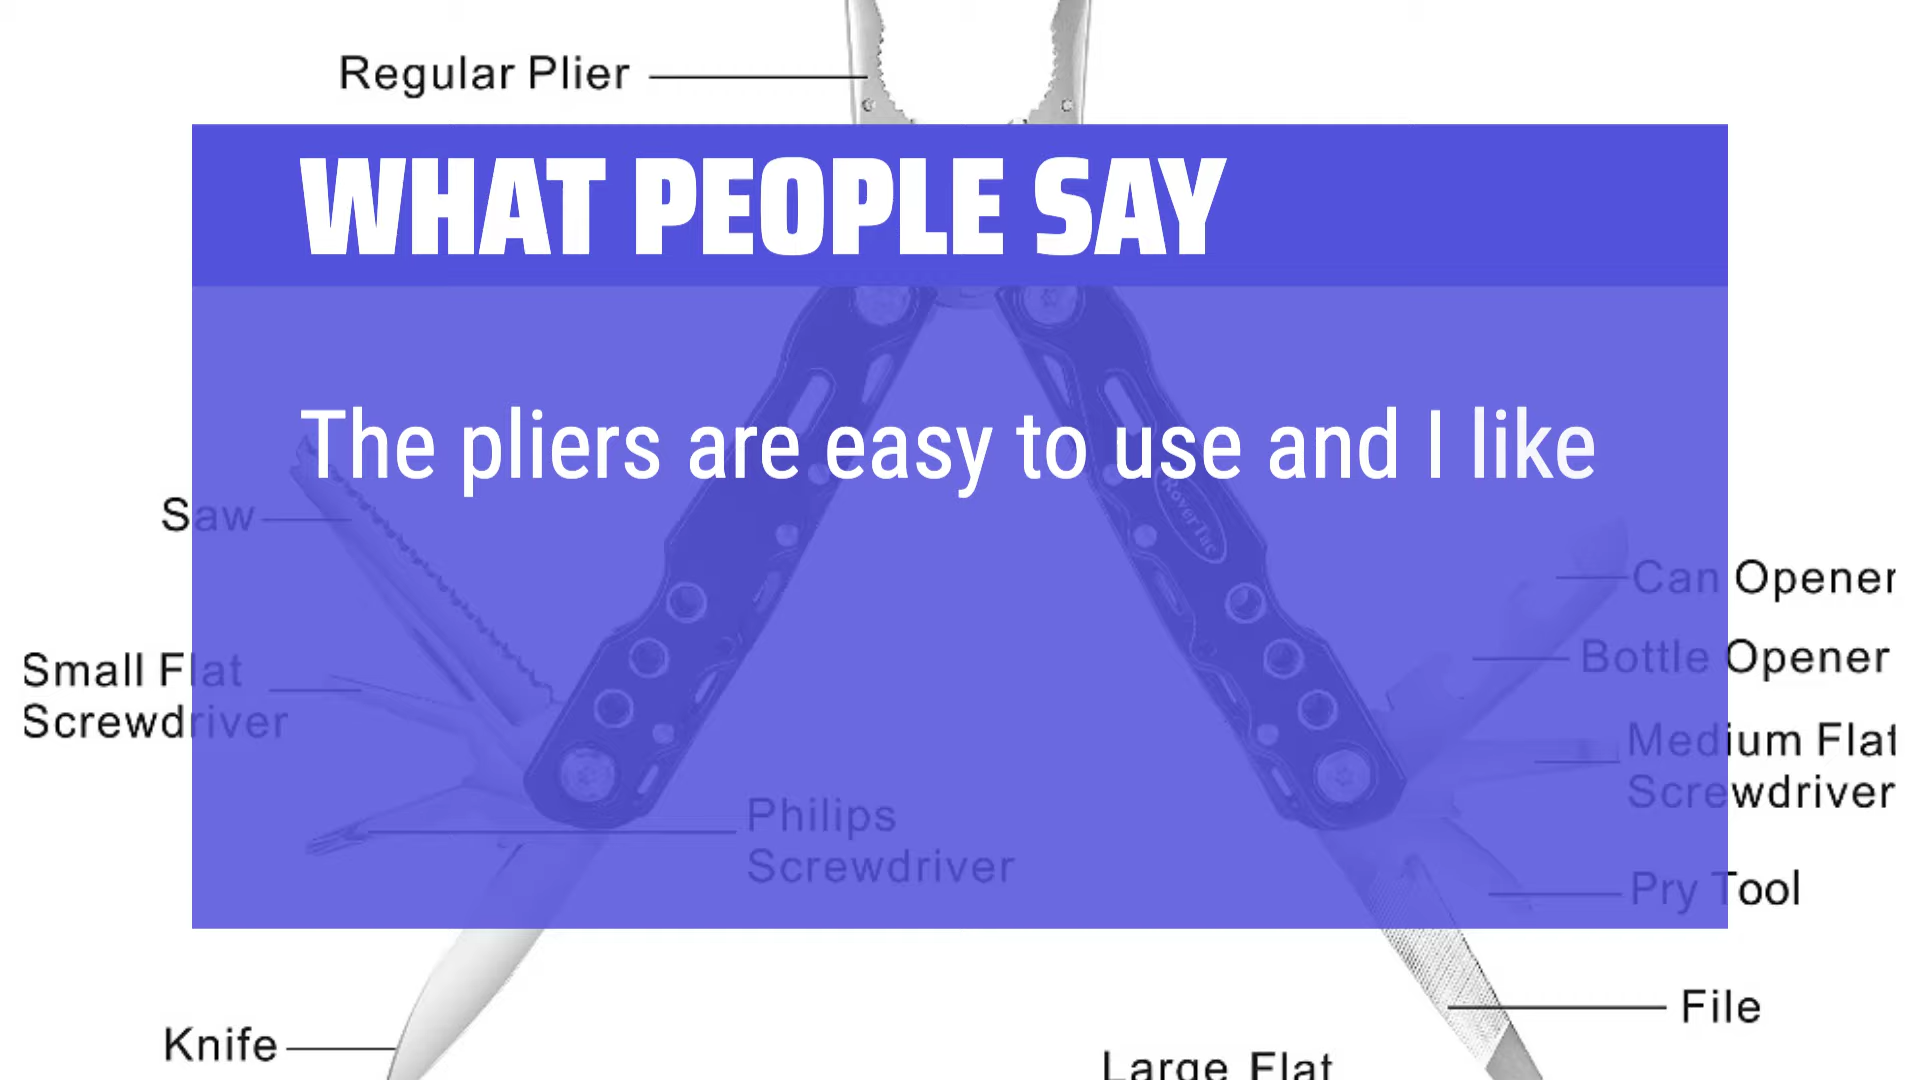 Regular Plier
WHAT PEOPLE SAY
The pliers are easy to use and I like
RoverTac
Saw
Can Opener
Small Flat
Screwdriver
Bottle Opener
Medium Flat
Screwdriver
Philips
Screwdriver
Pry Tool
File
Knife
Large Flat